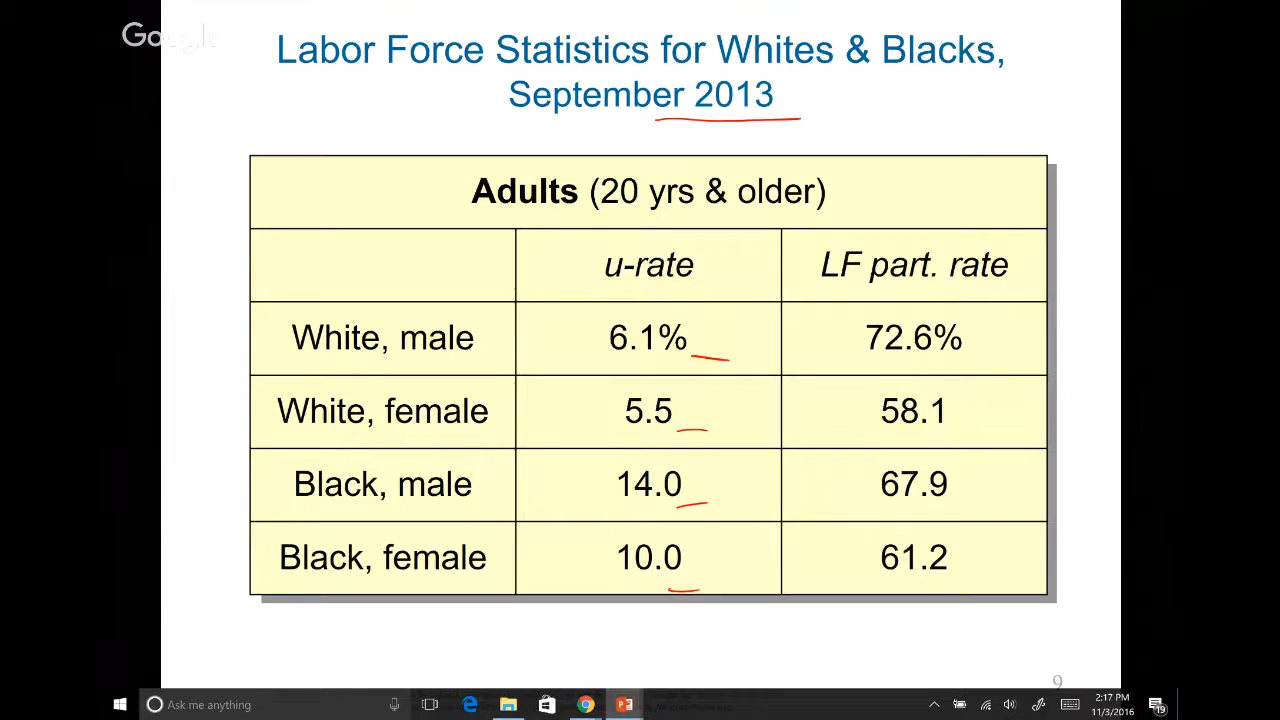 Google
Labor Force Statistics for Whites & Blacks,
September 2013
Adults (20 yrs & older)
u-rate LF part. rate
White, male 6.1% 72.6%
White, female 5.5 58.1
Black, male 14.0 67.9
Black, female 10.0 61.2
9
Ask me anything
2:17 PM
11/3/2016
19